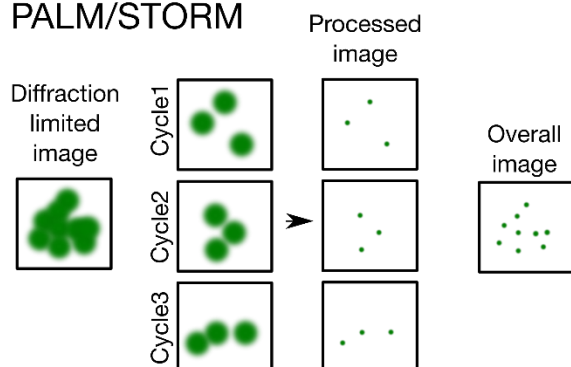 PALM/STORM
Processed
image
Diffraction
limited
image
Cycle1
Cycle2
Cycle3
Overall
image